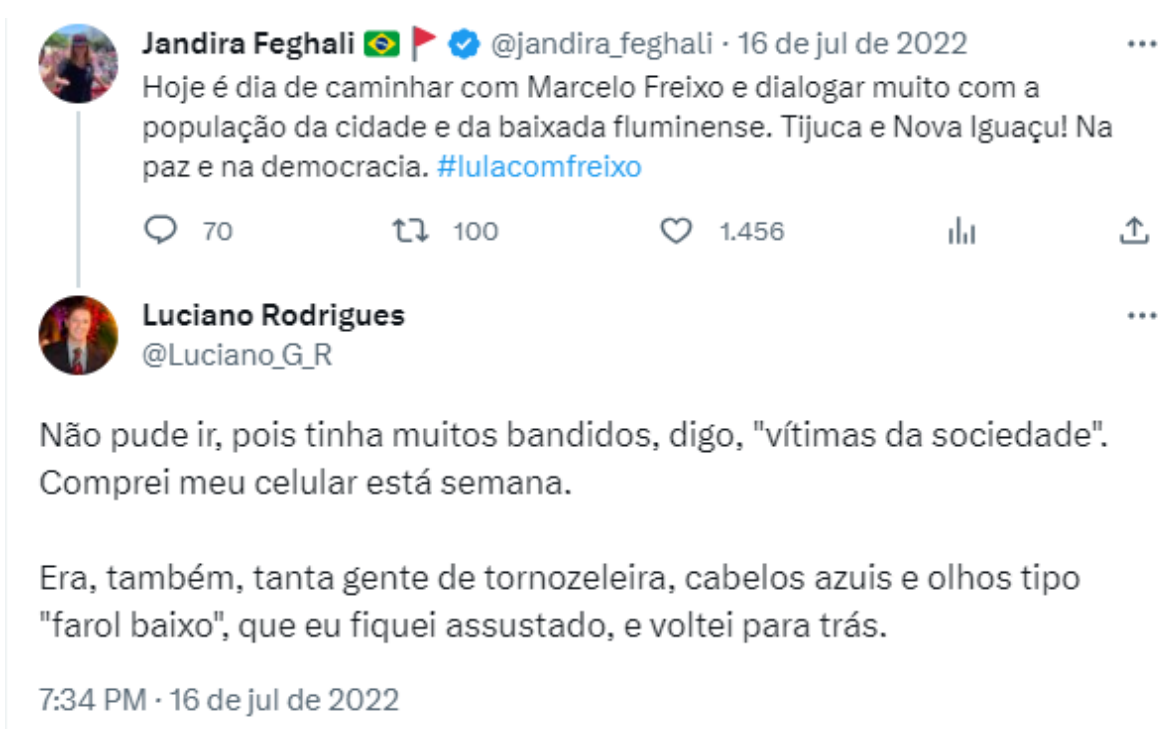 Jandira Feghali 🇧🇷 🚩 @jandira_feghali · 16 de jul de 2022
Hoje é dia de caminhar com Marcelo Freixo e dialogar muito com a
população da cidade e da baixada fluminense. Tijuca e Nova Iguaçu! Na
paz e na democracia. #lulacomfreixo
70 100 1.456
Luciano Rodrigues
@Luciano_G_R
Não pude ir, pois tinha muitos bandidos, digo, "vítimas da sociedade".
Comprei meu celular está semana.
Era, também, tanta gente de tornozeleira, cabelos azuis e olhos tipo
"farol baixo", que eu fiquei assustado, e voltei para trás.
7:34 PM · 16 de jul de 2022